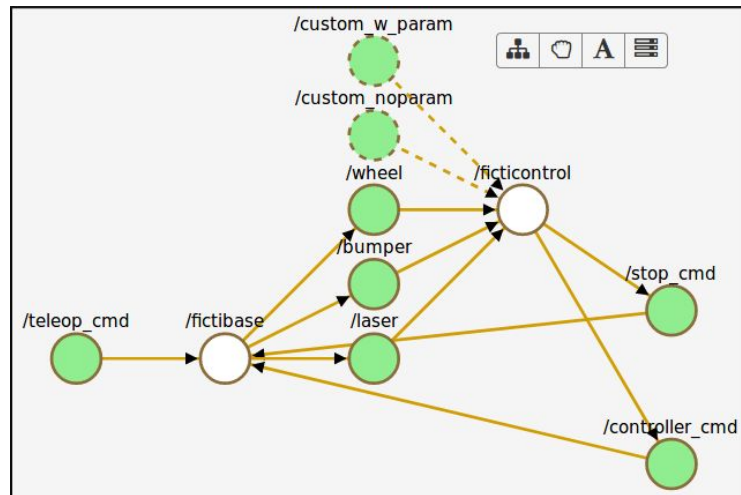 /custom_w_param
/custom_noparam
/wheel
/ficticontrol
/bumper
/stop_cmd
/teleop_cmd
/fictibase
/laser
/controller_cmd
A